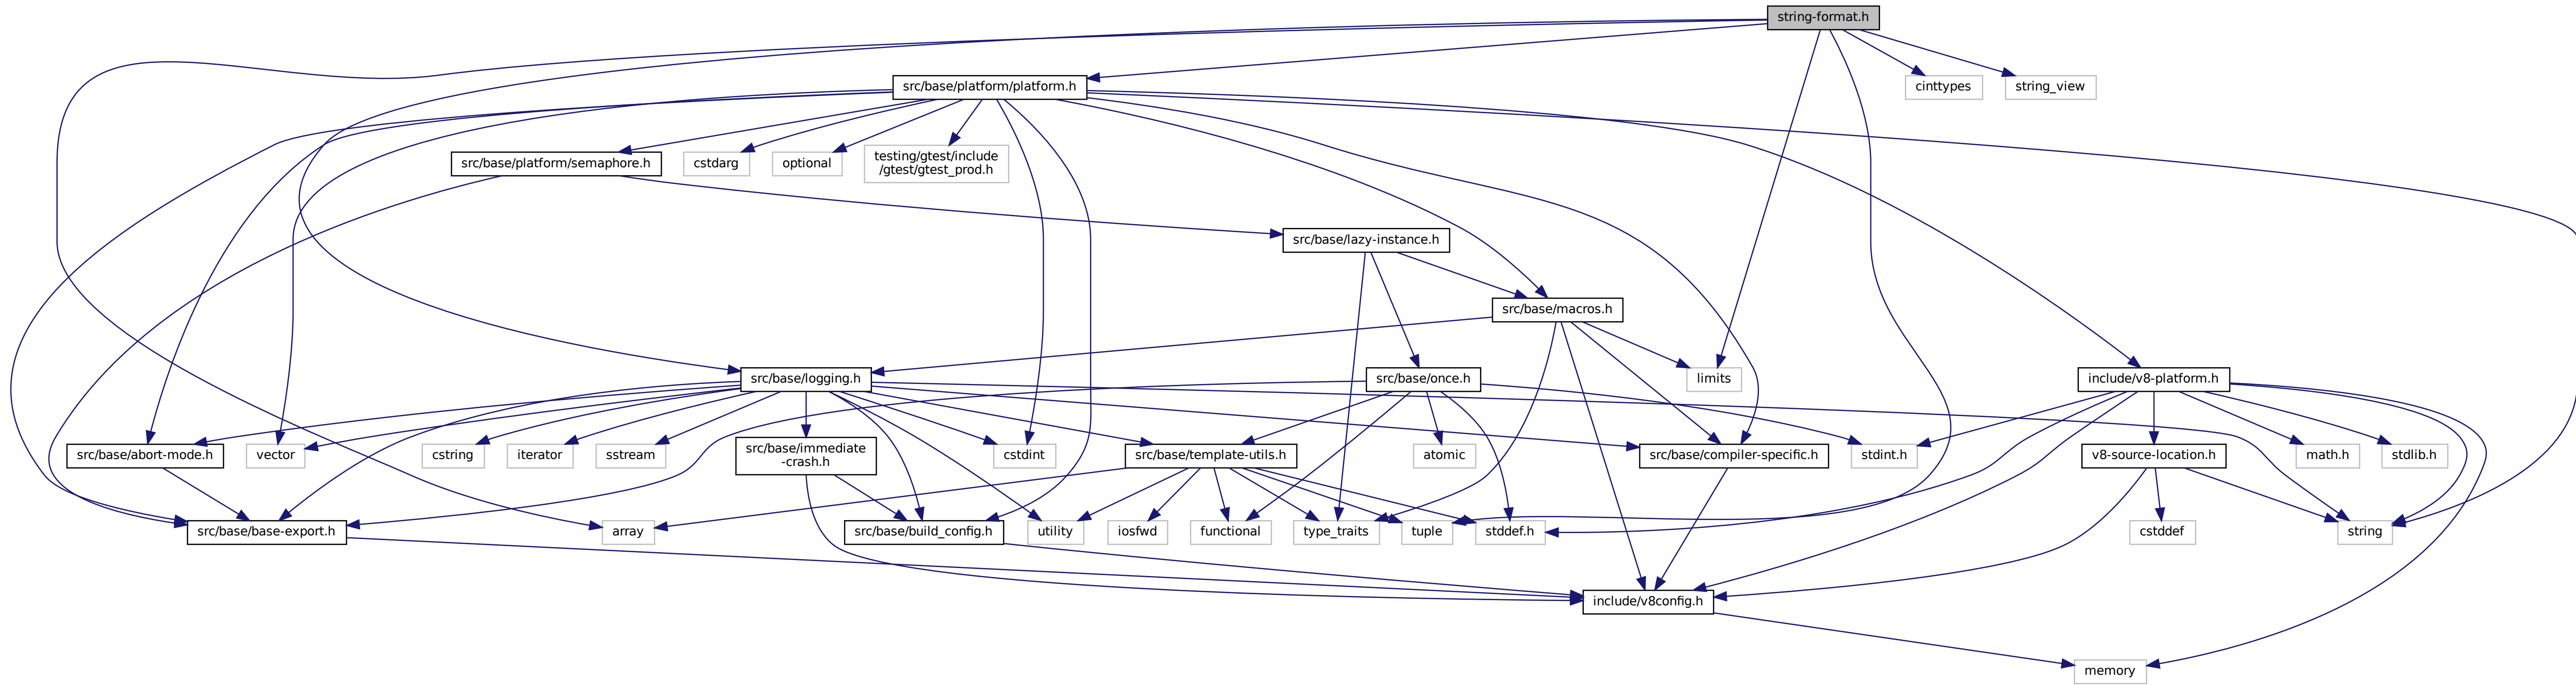 string-format.h
src/base/platform/platform.h
cinttypes
string_view
src/base/platform/semaphore.h
cstdarg
optional
testing/gtest/include
/gtest/gtest_prod.h
src/base/lazy-instance.h
src/base/macros.h
src/base/logging.h
src/base/once.h
limits
include/v8-platform.h
src/base/abort-mode.h
vector
cstring
iterator
sstream
src/base/immediate
-crash.h
cstdint
src/base/template-utils.h
atomic
src/base/compiler-specific.h
stdint.h
v8-source-location.h
math.h
stdlib.h
src/base/base-export.h
array
src/base/build_config.h
utility
iosfwd
functional
type_traits
tuple
stddef.h
cstddef
string
include/v8config.h
memory